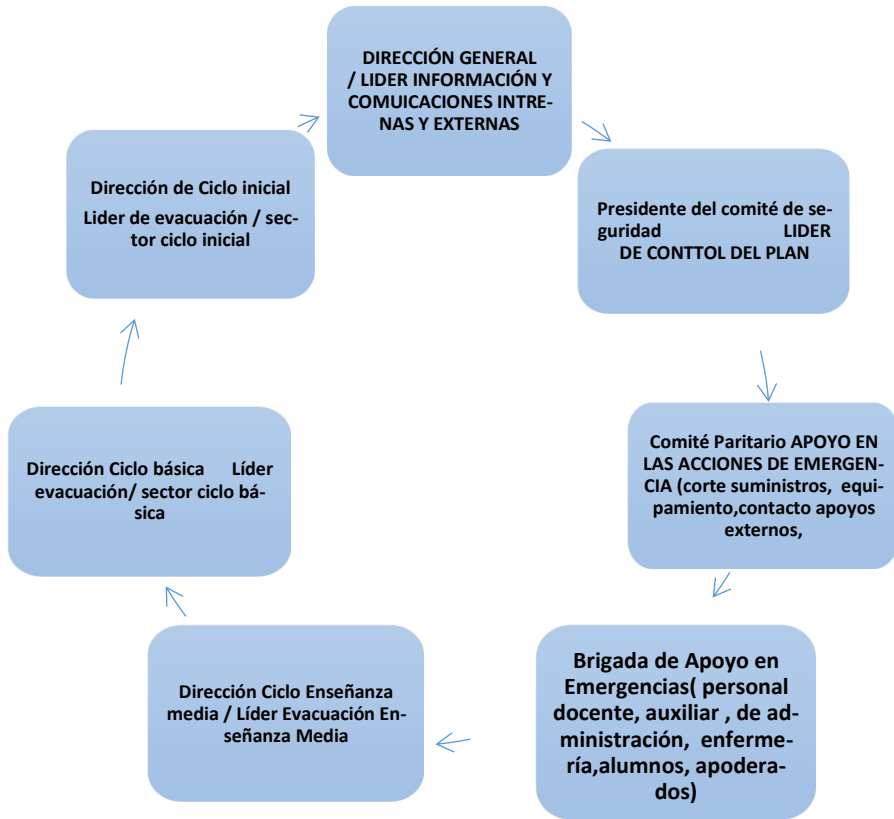 DIRECCIÓN GENERAL
/ LIDER INFORMACIÓN Y
COMUICACIONES INTRE-
NAS Y EXTERNAS
Presidente del comité de se-
guridad LIDER
DE CONTTOL DEL PLAN
Comité Paritario APOYO EN
LAS ACCIONES DE EMERGEN-
CIA (corte suministros, equi-
pamiento,contacto apoyos
externos,
Brigada de Apoyo en
Emergencias( personal
docente, auxiliar , de ad-
ministración, enferme-
ría,alumnos, apodera-
dos)
Dirección Ciclo Enseñanza
media / Líder Evacuación En-
señanza Media
Dirección Ciclo básica Líder
evacuación/ sector ciclo bá-
sica
Dirección de Ciclo inicial
Lider de evacuación / sec-
tor ciclo inicial